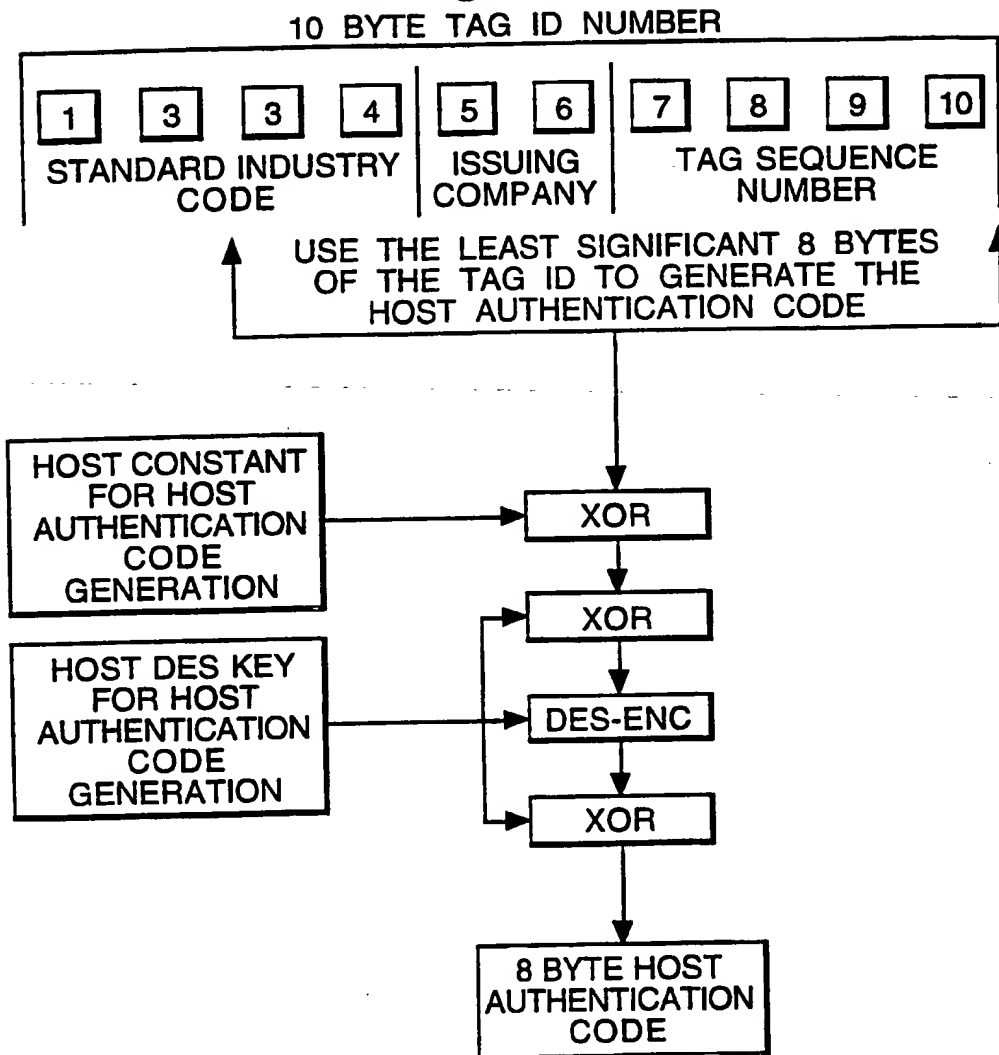 10 BYTE TAG ID NUMBER
1 3 3 4 5 6 7 8 9 10
STANDARD INDUSTRY
CODE
ISSUING
COMPANY
TAG SEQUENCE
NUMBER
USE THE LEAST SIGNIFICANT 8 BYTES
OF THE TAG ID TO GENERATE THE
HOST AUTHENTICATION CODE
HOST CONSTANT
FOR HOST
AUTHENTICATION
CODE
GENERATION
XOR
XOR
HOST DES KEY
FOR HOST
AUTHENTICATION
CODE
GENERATION
DES-ENC
XOR
8 BYTE HOST
AUTHENTICATION
CODE